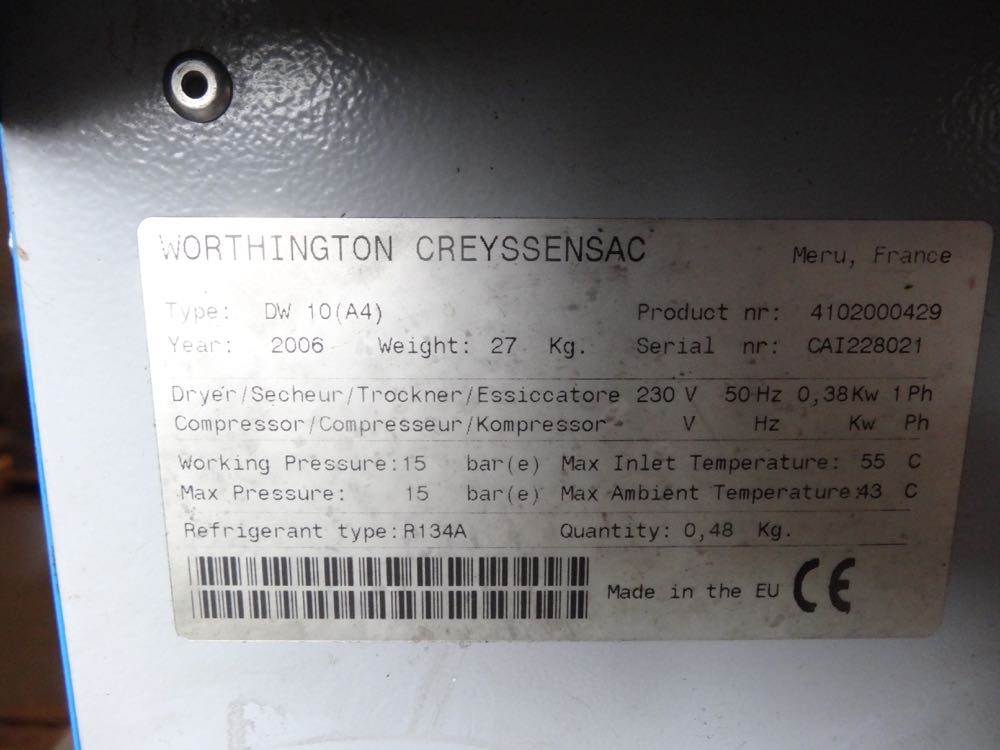 WORTHINGTON CREYSSENSAC Meru, France
Type: DW 10(A4) Product nr: 4102000429
Year: 2006 Weight: 27 Kg. Serial nr: CAI228021
Dryer/Secheur/Trockner/Essiccatore 230 V 50 Hz 0,38 Kw 1 Ph
Compressor/Compresseur/Kompressor V Hz Kw Ph
Working Pressure: 15 bar(e) Max Inlet Temperature: 55 C
Max Pressure: 15 bar(e) Max Ambient Temperature: 43 C
Refrigerant type: R134A Quantity: 0,48 Kg.
Made in the EU CE